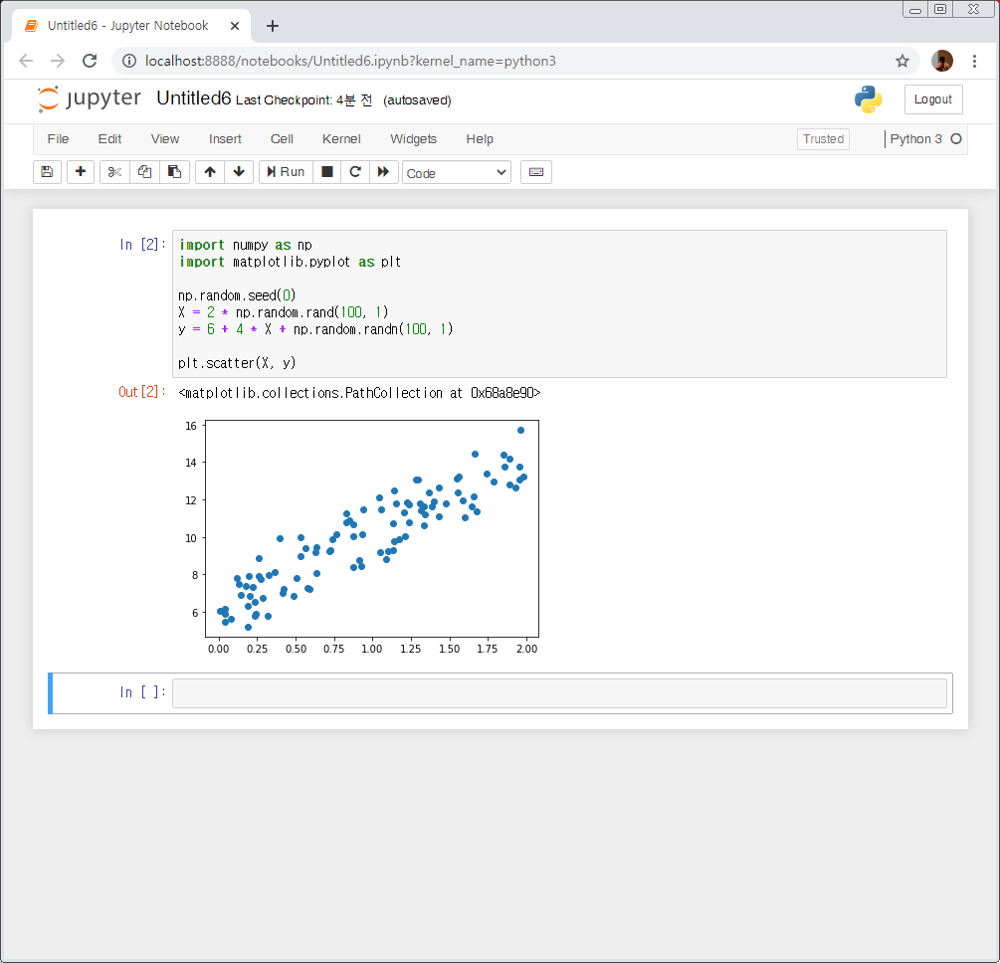 Untitled6 - Jupyter Notebook
localhost:8888/notebooks/Untitled6.ipynb?kernel_name=python3
jupyter Untitled6 Last Checkpoint: 4분 전 (autosaved) Logout
File Edit View Insert Cell Kernel Widgets Help Trusted Python 3
Run Code
In [2]:
import numpy as np
import matplotlib.pyplot as plt
np.random.seed(0)
X = 2 * np.random.rand(100, 1)
y = 6 + 4 * X + np.random.randn(100, 1)
plt.scatter(X, y)
Out[2]: <matplotlib.collections.PathCollection at 0x68a8e90>
16
14
12
10
8
6
0.00 0.25 0.50 0.75 1.00 1.25 1.50 1.75 2.00
In [ ]: